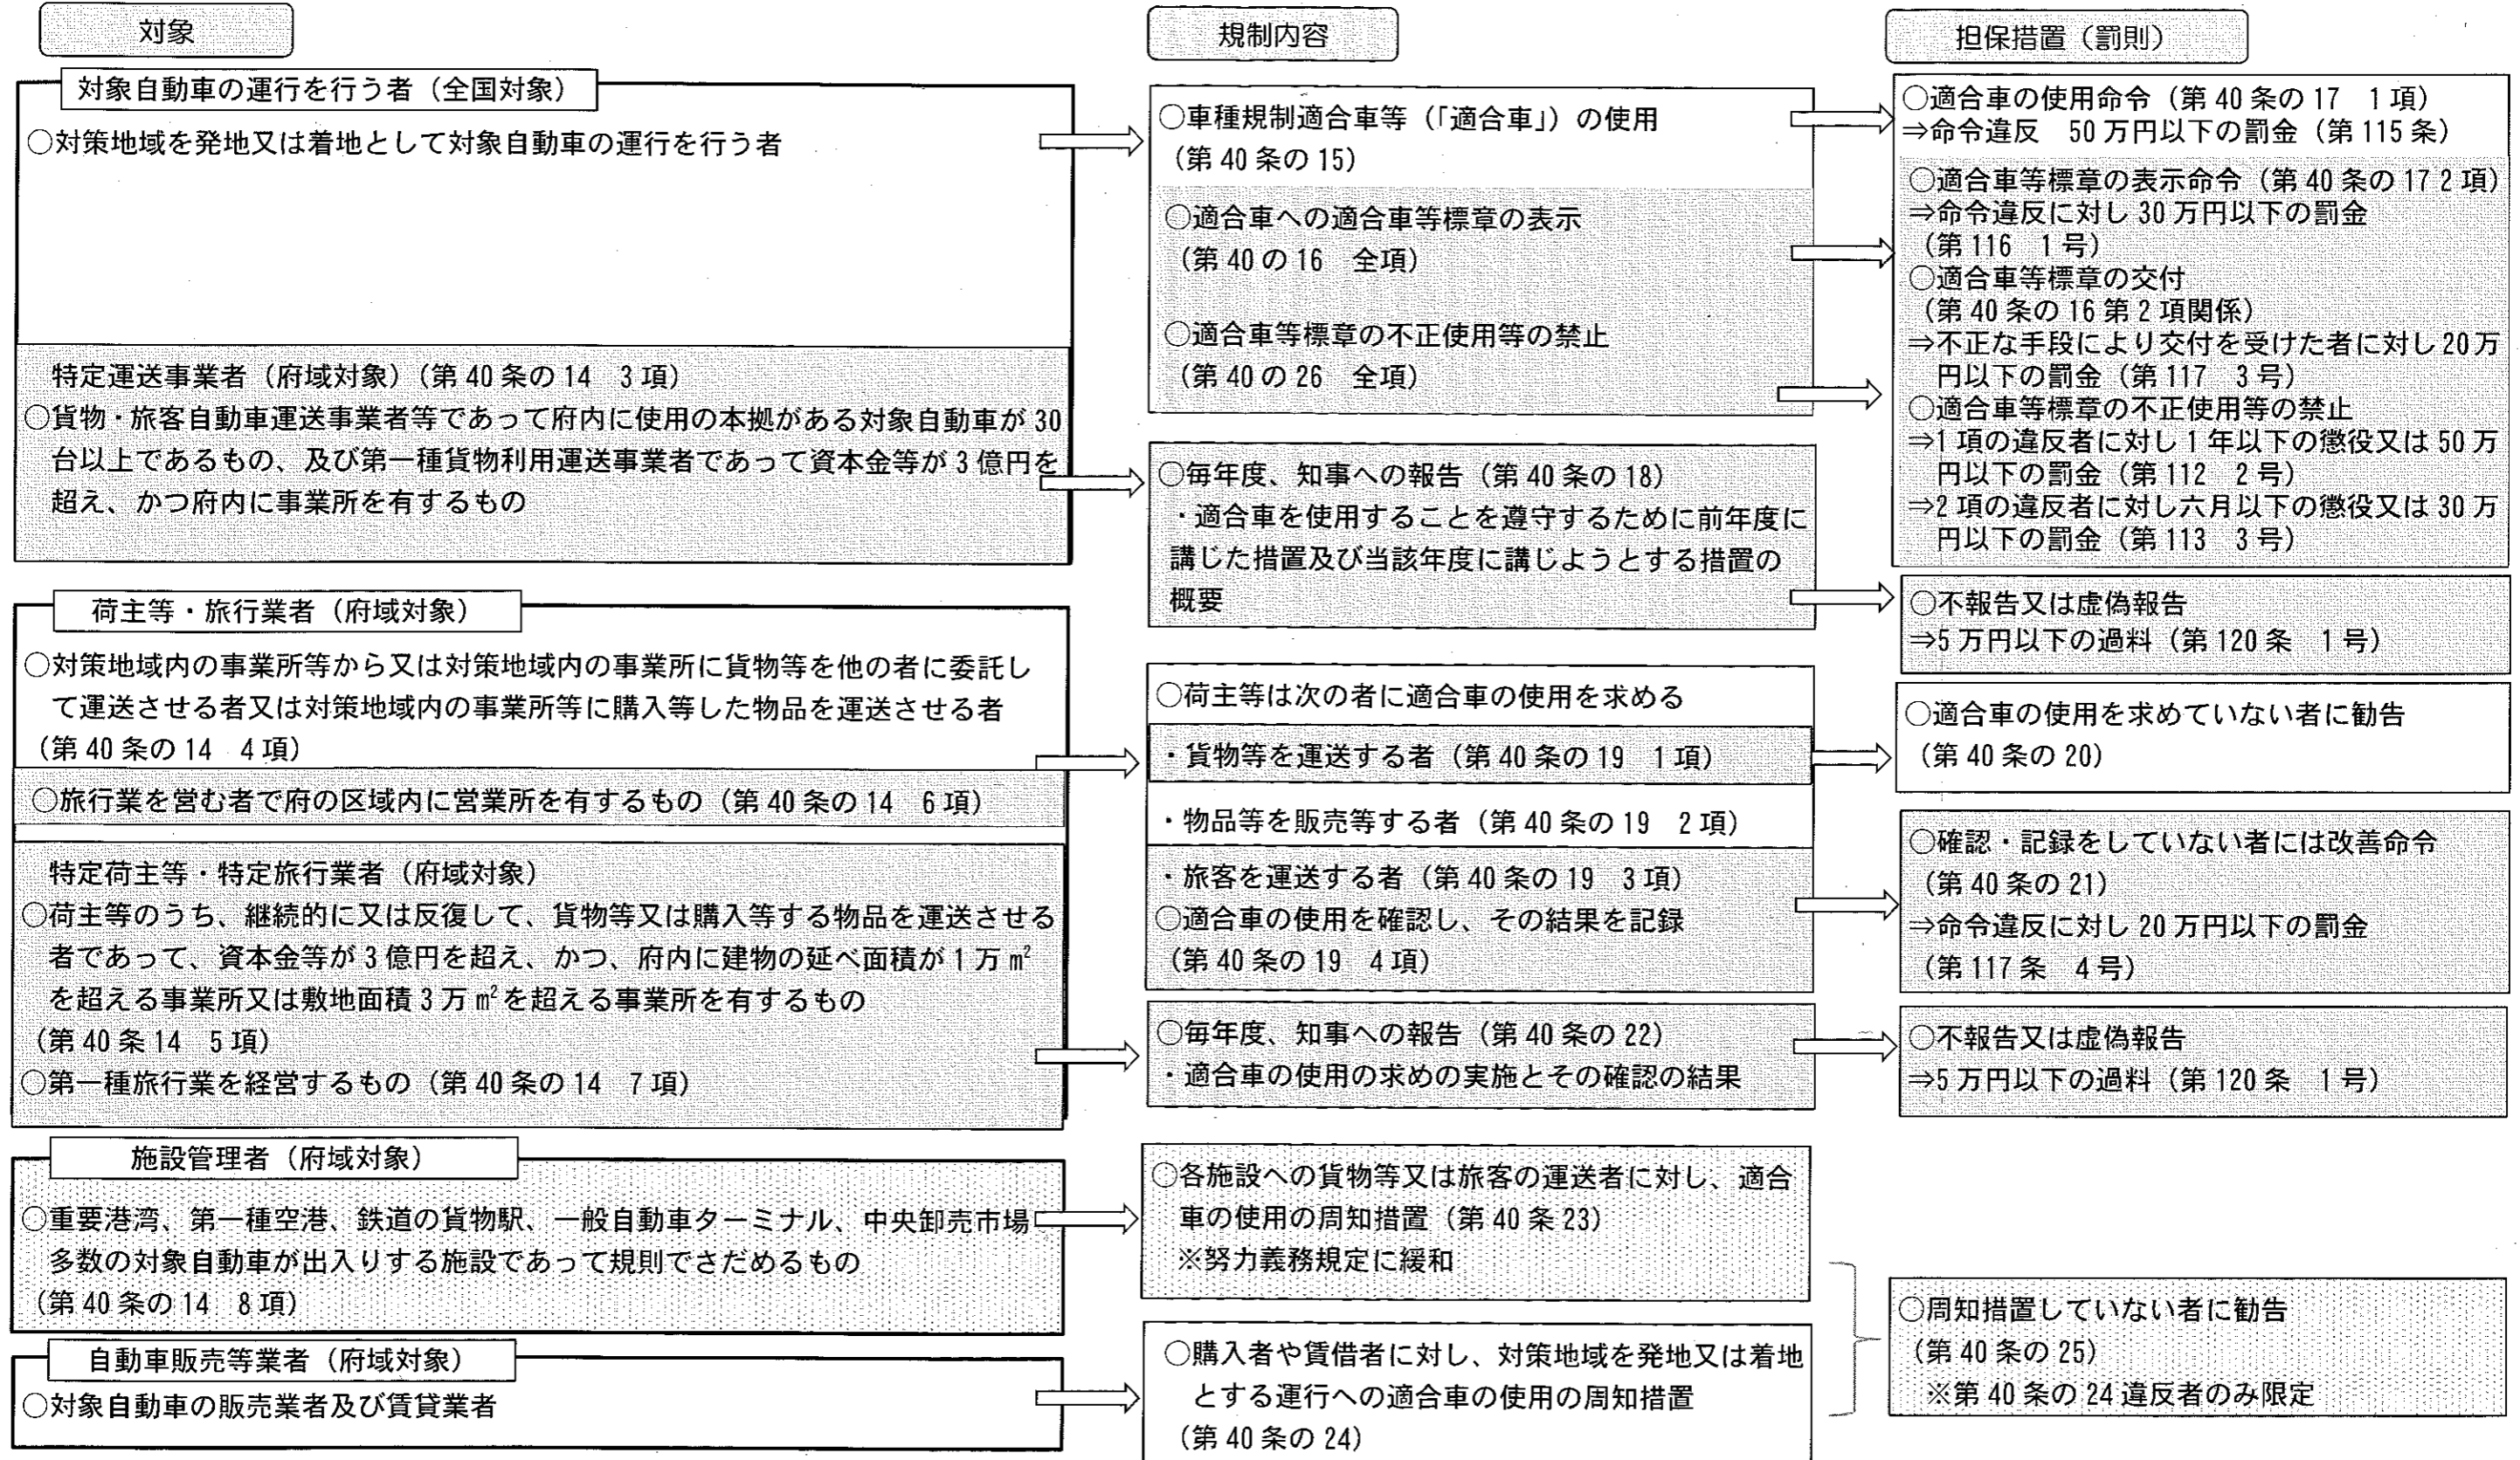 対象
対象自動車の運行を行う者（全国対象）
○対策地域を発地又は着地として対象自動車の運行を行う者
特定運送事業者（府域対象）（第40条の14　3項）
○貨物・旅客自動車運送事業者等であって府内に使用の本拠がある対象自動車が30
台以上であるもの、及び第一種貨物利用運送事業者であって資本金等が3億円を
超え、かつ府内に事業所を有するもの
荷主等・旅行業者（府域対象）
○対策地域内の事業所等から又は対策地域内の事業所に貨物等を他の者に委託し
て運送させる者又は対策地域内の事業所等に購入等した物品を運送させる者
（第40条の14　4項）
○旅行業を営む者で府の区域内に営業所を有するもの（第40条の14　6項）
特定荷主等・特定旅行業者（府域対象）
○荷主等のうち、継続的に又は反復して、貨物等又は購入等する物品を運送させる
者であって、資本金等が3億円を超え、かつ、府内に建物の延べ面積が1万㎡
を超える事業所又は敷地面積3万㎡を超える事業所を有するもの
（第40条14　5項）
○第一種旅行業を経営するもの（第40条の14　7項）
施設管理者（府域対象）
○重要港湾、第一種空港、鉄道の貨物駅、一般自動車ターミナル、中央卸売市場
多数の対象自動車が出入りする施設であって規則でさだめるもの
（第40条の14　8項）
自動車販売等業者（府域対象）
○対象自動車の販売業者及び賃貸業者
規制内容
○車種規制適合車等（「適合車」）の使用
（第40条の15）
○適合車への適合車等標章の表示
（第40の16　全項）
○適合車等標章の不正使用等の禁止
（第40の26　全項）
○毎年度、知事への報告（第40条の18）
・適合車を使用することを遵守するために前年度に
講じた措置及び当該年度に講じようとする措置の
概要
○荷主等は次の者に適合車の使用を求める
・貨物等を運送する者（第40条の19　1項）
・物品等を販売等する者（第40条の19　2項）
・旅客を運送する者（第40条の19　3項）
○適合車の使用を確認し、その結果を記録
（第40条の19　4項）
○毎年度、知事への報告（第40条の22）
・適合車の使用の求めの実施とその確認の結果
○各施設への貨物等又は旅客の運送者に対し、適合
車の使用の周知措置（第40条23）
※努力義務規定に緩和
○購入者や賃借者に対し、対策地域を発地又は着地
とする運行への適合車の使用の周知措置
（第40条の24）
担保措置（罰則）
○適合車の使用命令（第40条の17　1項）
⇒命令違反　50万円以下の罰金（第115条）
○適合車等標章の表示命令（第40条の17 2項）
⇒命令違反に対し30万円以下の罰金
（第116　1号）
○適合車等標章の交付
（第40条の16第2項関係）
⇒不正な手段により交付を受けた者に対し20万
円以下の罰金（第117　3号）
○適合車等標章の不正使用等の禁止
⇒1項の違反者に対し1年以下の懲役又は50万
円以下の罰金（第112　2号）
⇒2項の違反者に対し六月以下の懲役又は30万
円以下の罰金（第113　3号）
○不報告又は虚偽報告
⇒5万円以下の過料（第120条　1号）
○適合車の使用を求めていない者に勧告
（第40条の20）
○確認・記録をしていない者には改善命令
（第40条の21）
⇒命令違反に対し20万円以下の罰金
（第117条　4号）
○不報告又は虚偽報告
⇒5万円以下の過料（第120条　1号）
○周知措置していない者に勧告
（第40条の25）
※第40条の24違反者のみ限定